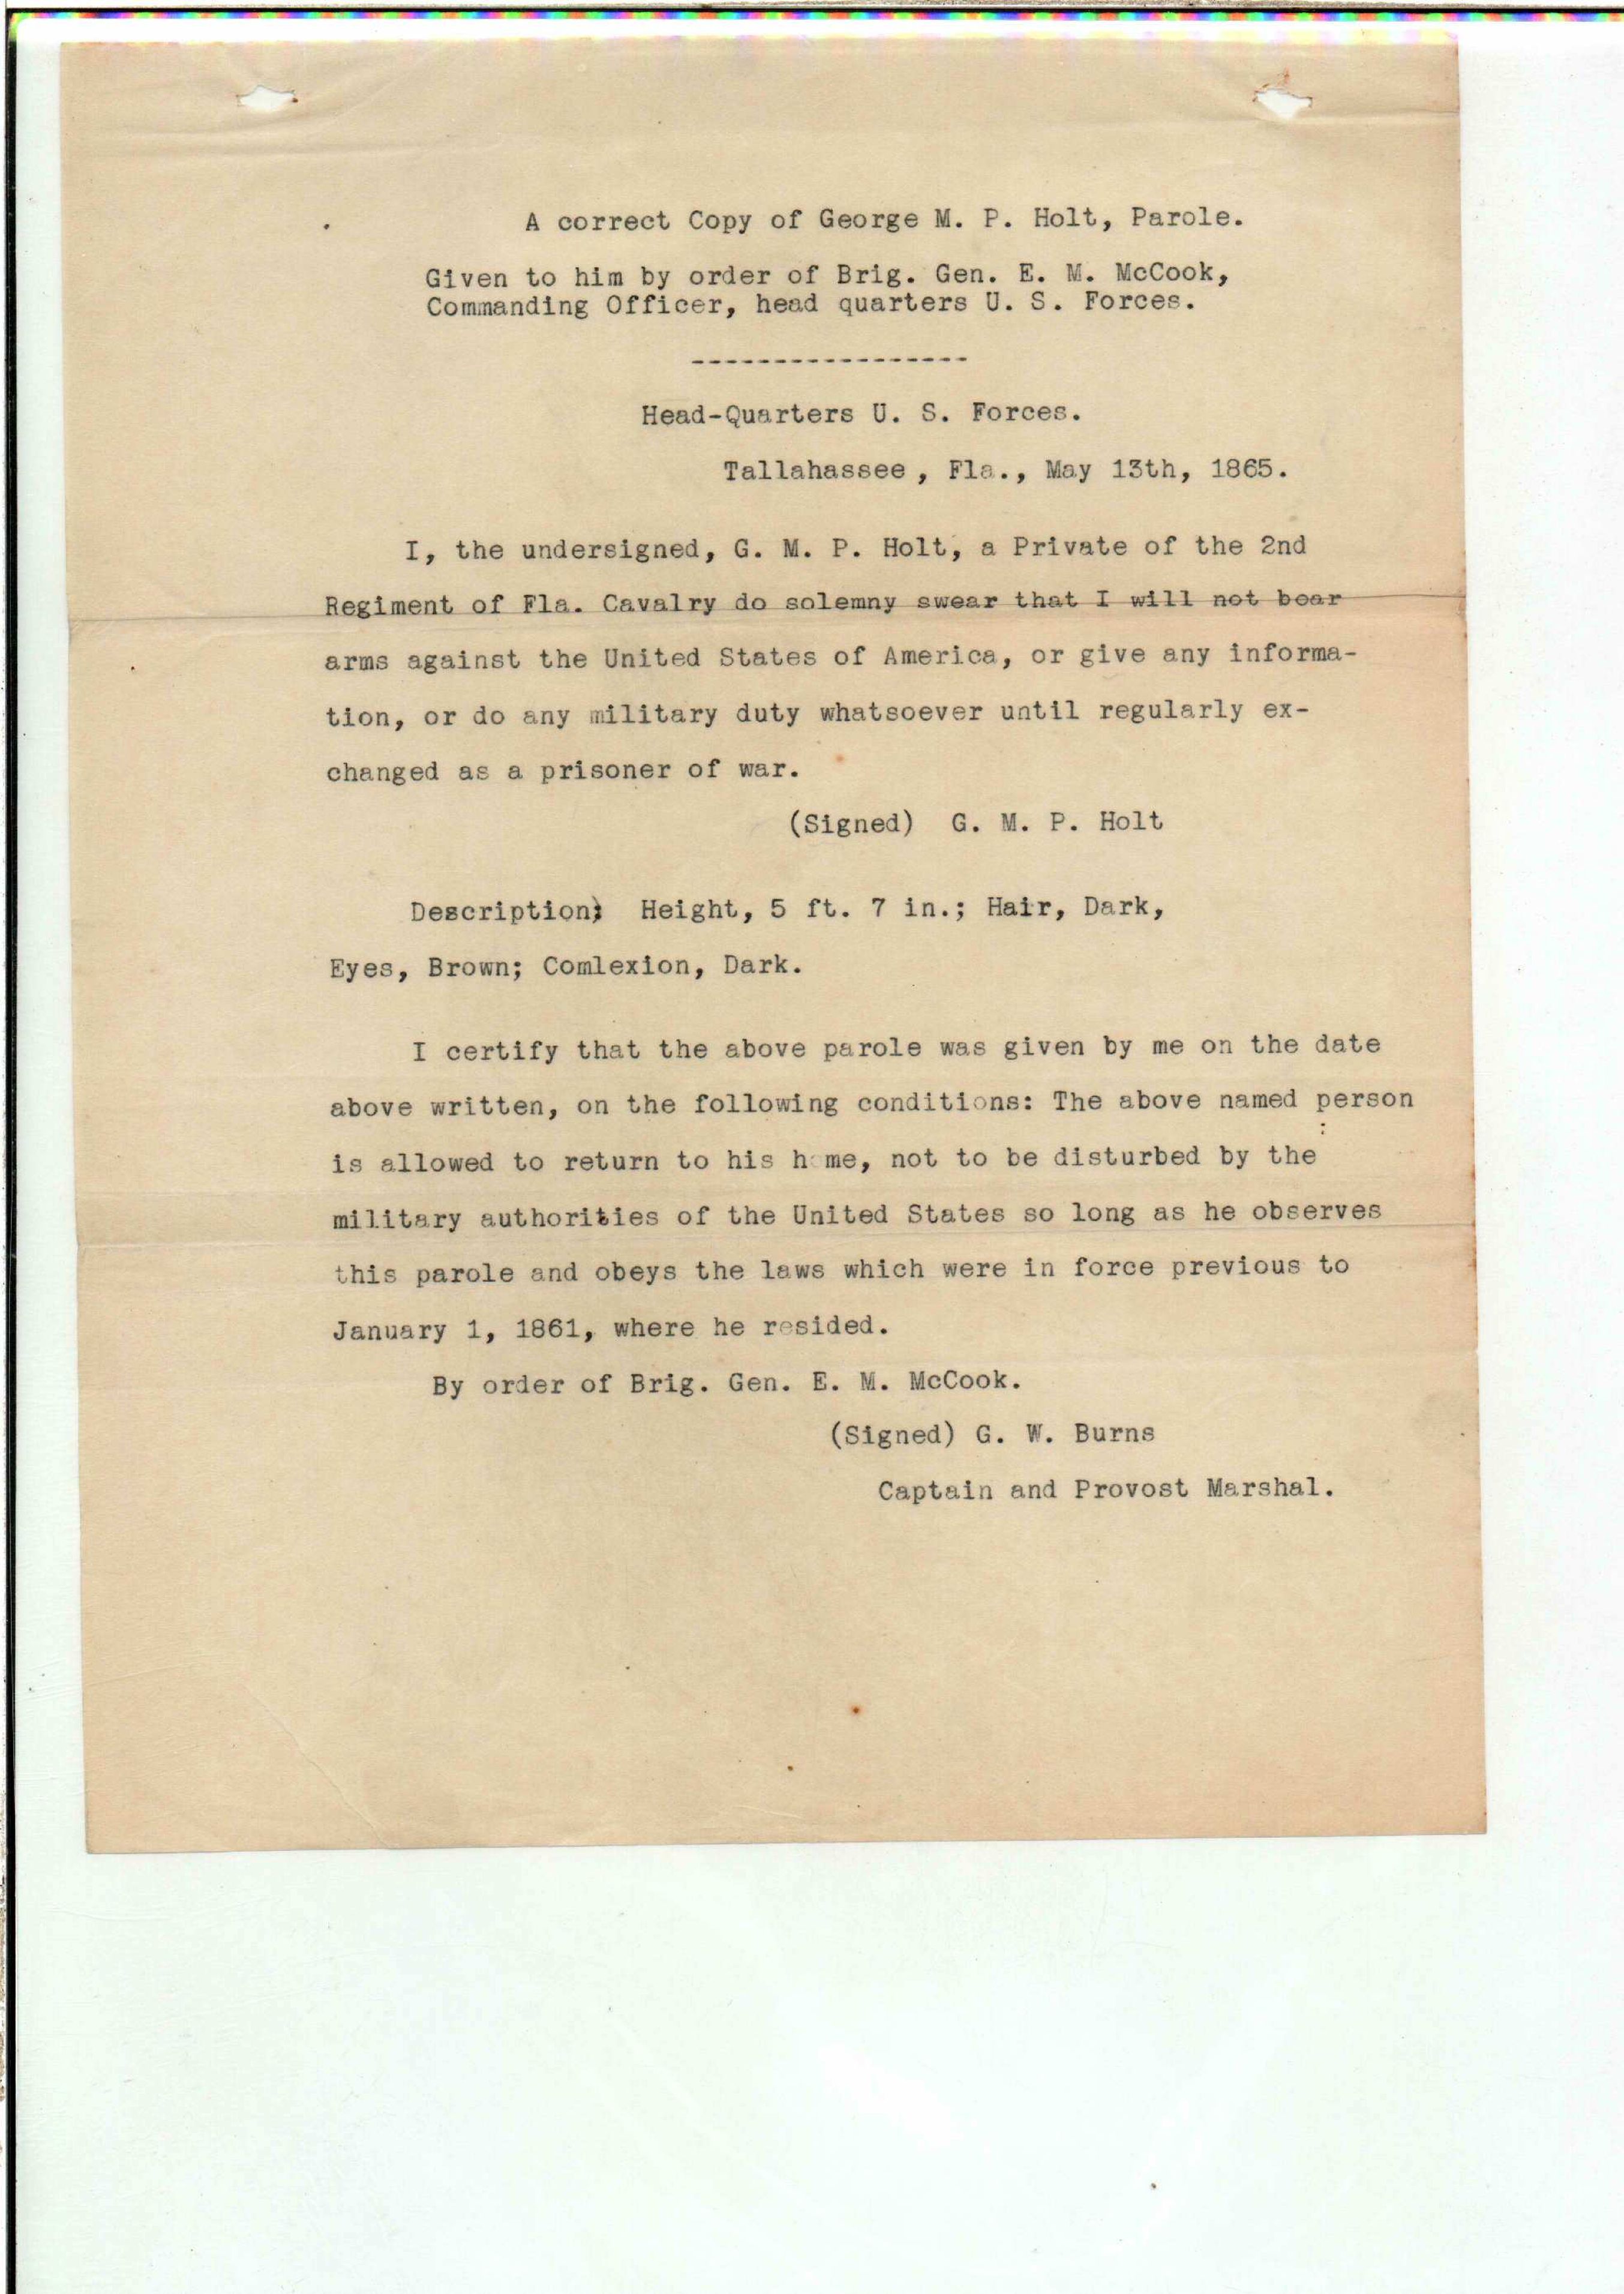 A correct Copy of George M. P. Holt, Parole.
Given to him by order of Brig. Gen. E. M. McCook,
Commanding Officer, head quarters U. S. Forces.
-----------------
Head-Quarters U. S. Forces.
Tallahassee , Fla., May 13th, 1865.
I, the undersigned, G. M. P. Holt, a Private of the 2nd
Regiment of Fla. Cavalry do solemny swear that I will not bear
arms against the United States of America, or give any informa-
tion, or do any military duty whatsoever until regularly ex-
changed as a prisoner of war.
(Signed) G. M. P. Holt
Description; Height, 5 ft. 7 in.; Hair, Dark,
Eyes, Brown; Comlexion, Dark.
I certify that the above parole was given by me on the date
above written, on the following conditions: The above named person
is allowed to return to his home, not to be disturbed by the
military authorities of the United States so long as he observes
this parole and obeys the laws which were in force previous to
January 1, 1861, where he resided.
By order of Brig. Gen. E. M. McCook.
(Signed) G. W. Burns
Captain and Provost Marshal.